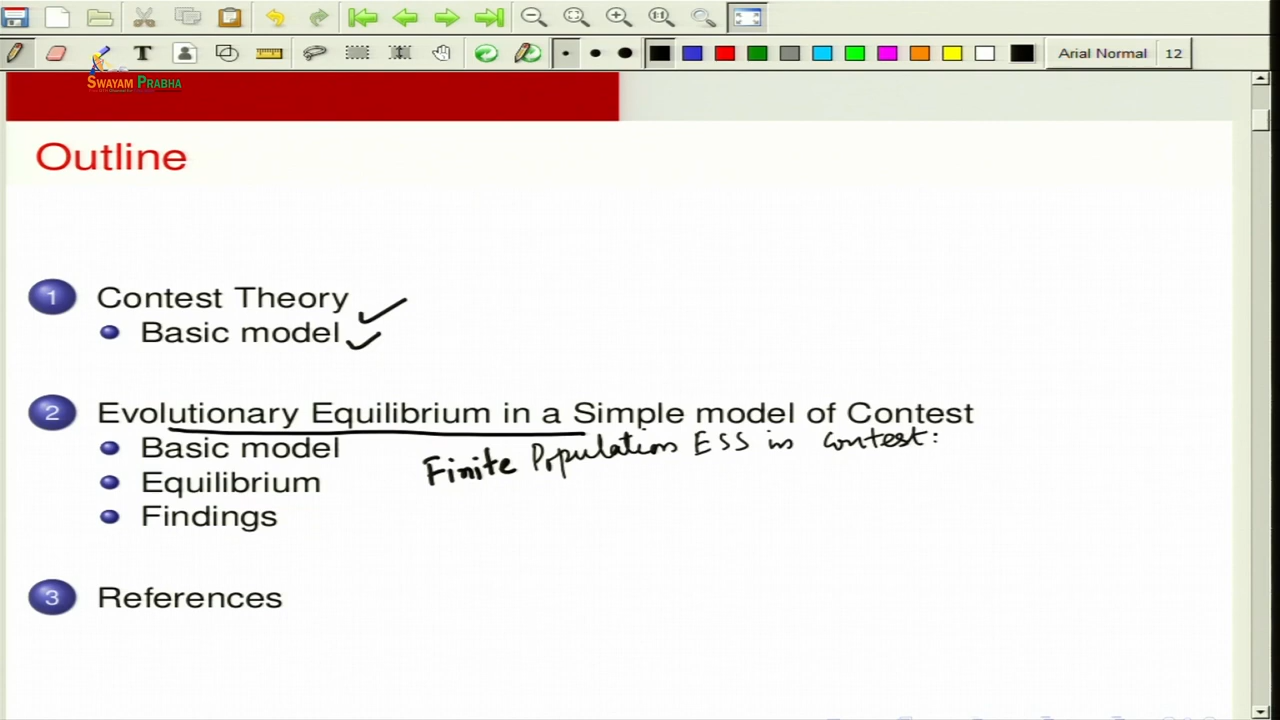 Arial Normal 12
SWAYAM PRABHA
Outline
1 Contest Theory
Basic model
2 Evolutionary Equilibrium in a Simple model of Contest
Basic model
Finite Population ESS in contest:
Equilibrium
Findings
3 References